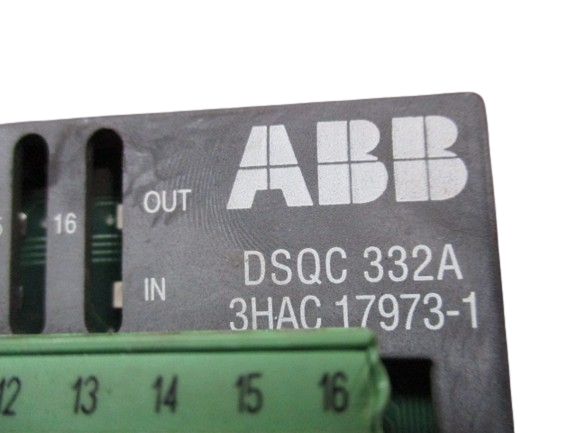 ABB
OUT
16
DSQC 332A
IN
3HAC 17973-1
12 13 14 15 16